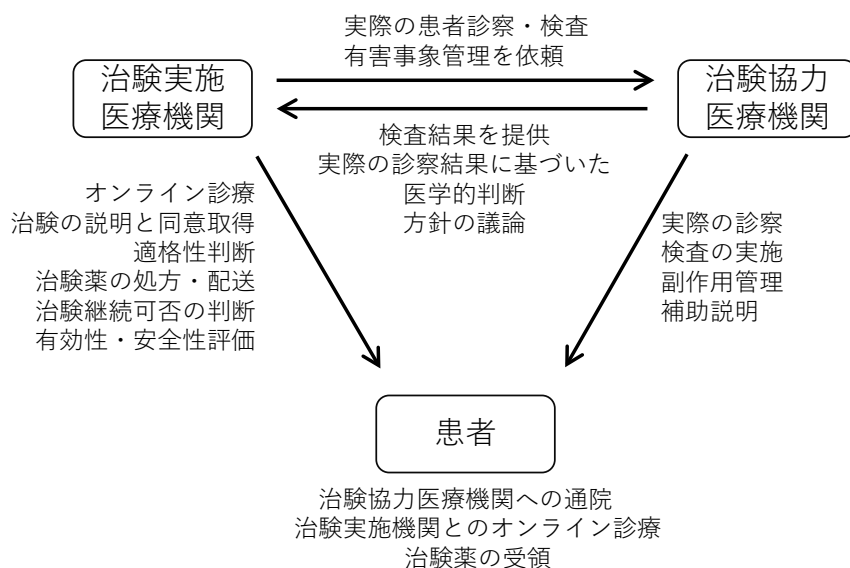 実際の患者診察・検査
有害事象管理を依頼
治験実施
医療機関
治験協力
医療機関
検査結果を提供
実際の診察結果に基づいた
医学的判断
方針の議論
オンライン診療
治験の説明と同意取得
適格性判断
治験薬の処方・配送
治験継続可否の判断
有効性・安全性評価
実際の診察
検査の実施
副作用管理
補助説明
患者
治験協力医療機関への通院
治験実施機関とのオンライン診療
治験薬の受領